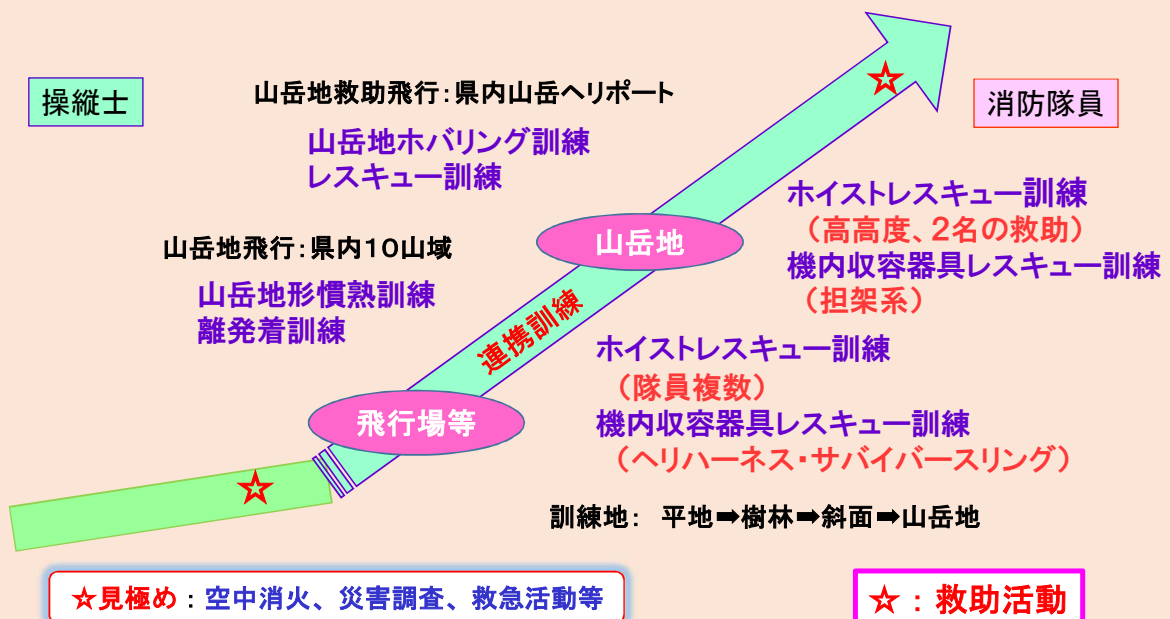 操縦士
消防隊員
山岳地救助飛行：県内山岳ヘリポート
山岳地ホバリング訓練
レスキュー訓練
山岳地飛行：県内10山域
山岳地形慣熟訓練
離発着訓練
山岳地
連携訓練
飛行場等
ホイストレスキュー訓練
（高高度、2名の救助）
機内収容器具レスキュー訓練
（担架系）
ホイストレスキュー訓練
（隊員複数）
機内収容器具レスキュー訓練
（ヘリハーネス・サバイバースリング）
訓練地： 平地➡樹林➡斜面➡山岳地
☆
☆
☆見極め：空中消火、災害調査、救急活動等
☆：救助活動